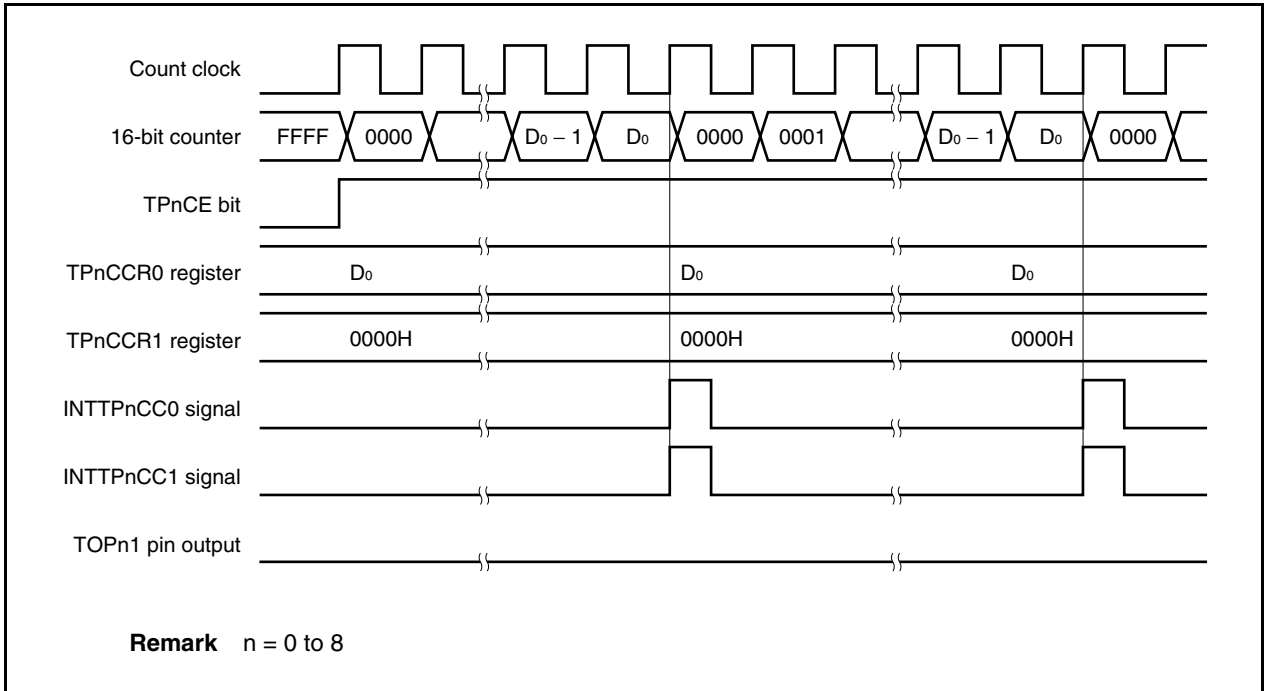 Count clock
16-bit counter FFFF 0000 D₀ − 1 D₀ 0000 0001 D₀ − 1 D₀ 0000
TPnCE bit
TPnCCR0 register D₀ D₀ D₀
TPnCCR1 register 0000H 0000H 0000H
INTTPnCC0 signal
INTTPnCC1 signal
TOPn1 pin output
Remark n = 0 to 8